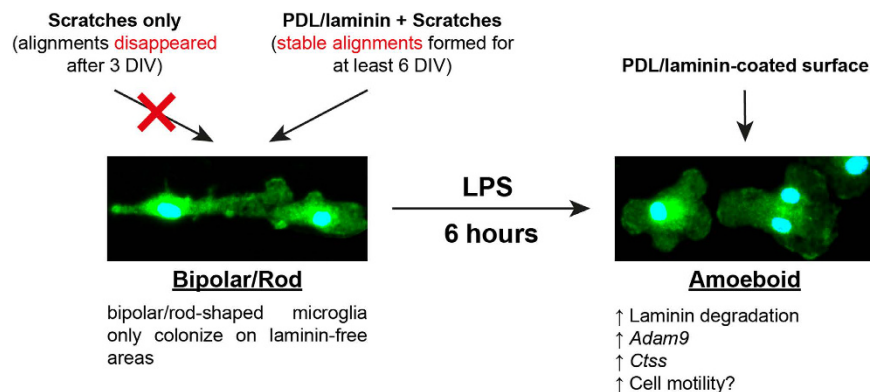 Scratches only
(alignments disappeared
after 3 DIV)
PDL/laminin + Scratches
(stable alignments formed for
at least 6 DIV)
PDL/laminin-coated surface
LPS
6 hours
Bipolar/Rod
bipolar/rod-shaped microglia
only colonize on laminin-free
areas
Amoeboid
↑ Laminin degradation
↑ Adam9
↑ Ctss
↑ Cell motility?